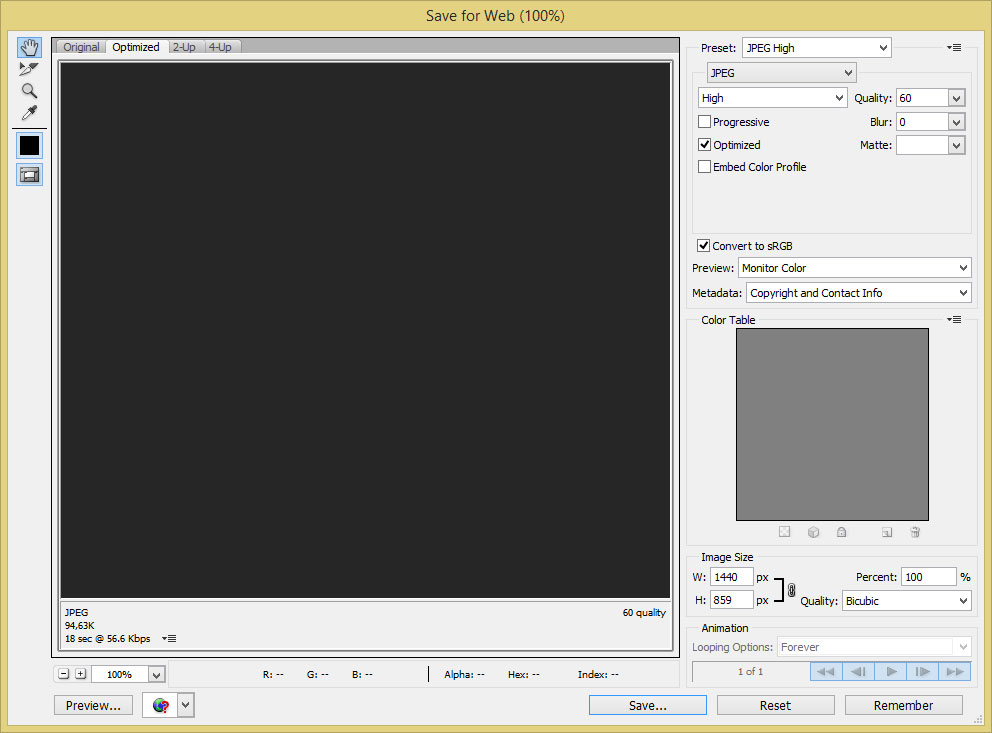 Save for Web (100%)
Original Optimized 2-Up 4-Up
Preset: JPEG High
JPEG
High Quality: 60
Progressive Blur: 0
Optimized Matte:
Embed Color Profile
Convert to sRGB
Preview: Monitor Color
Metadata: Copyright and Contact Info
Color Table
Image Size
W: 1440 px Percent: 100 %
H: 859 px Quality: Bicubic
Animation
Looping Options: Forever
1 of 1
JPEG 60 quality
94,63K
18 sec @ 56.6 Kbps
100% R: -- G: -- B: -- Alpha: -- Hex: -- Index: --
Preview... Save... Reset Remember